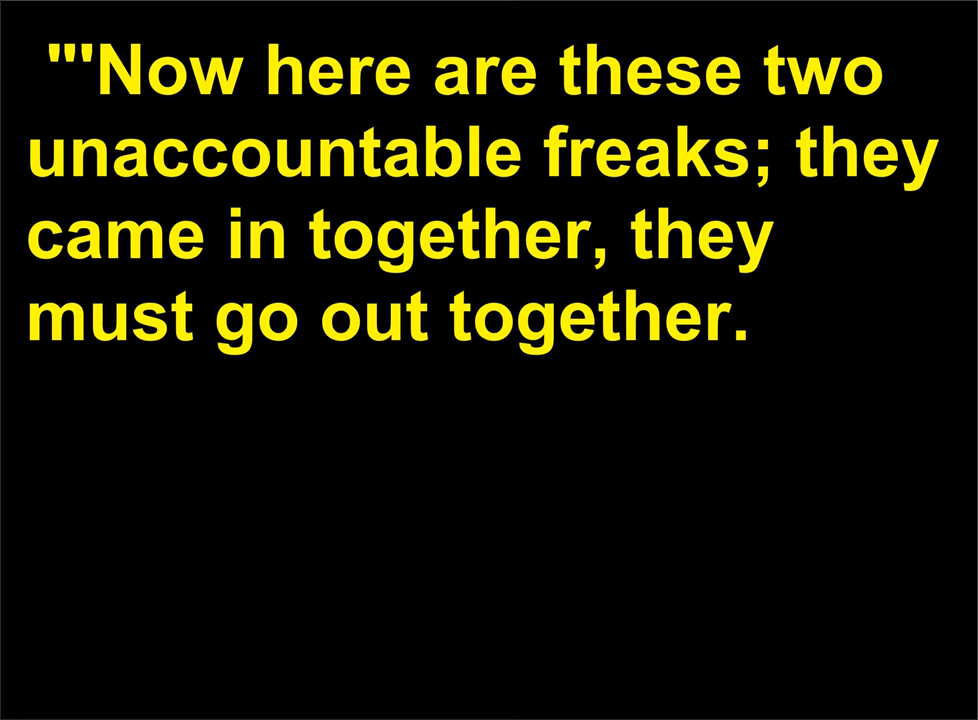 "'Now here are these two
unaccountable freaks; they
came in together, they
must go out together.